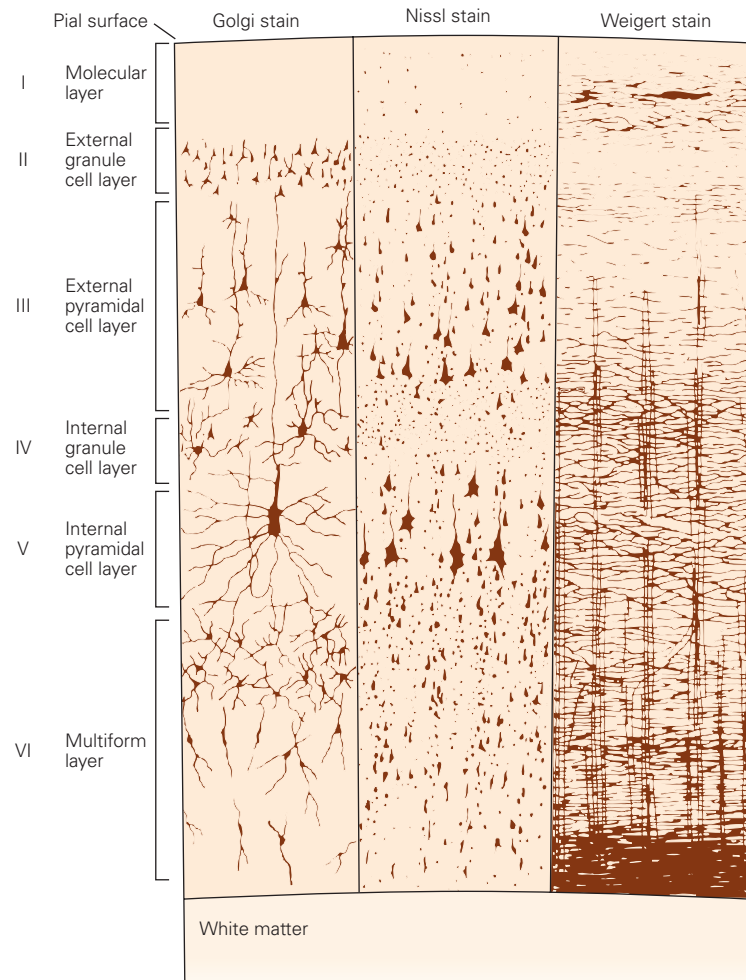 Pial surface
Golgi stain
Nissl stain
Weigert stain
I
Molecular
layer
II
External
granule
cell layer
III
External
pyramidal
cell layer
IV
Internal
granule
cell layer
V
Internal
pyramidal
cell layer
VI
Multiform
layer
White matter